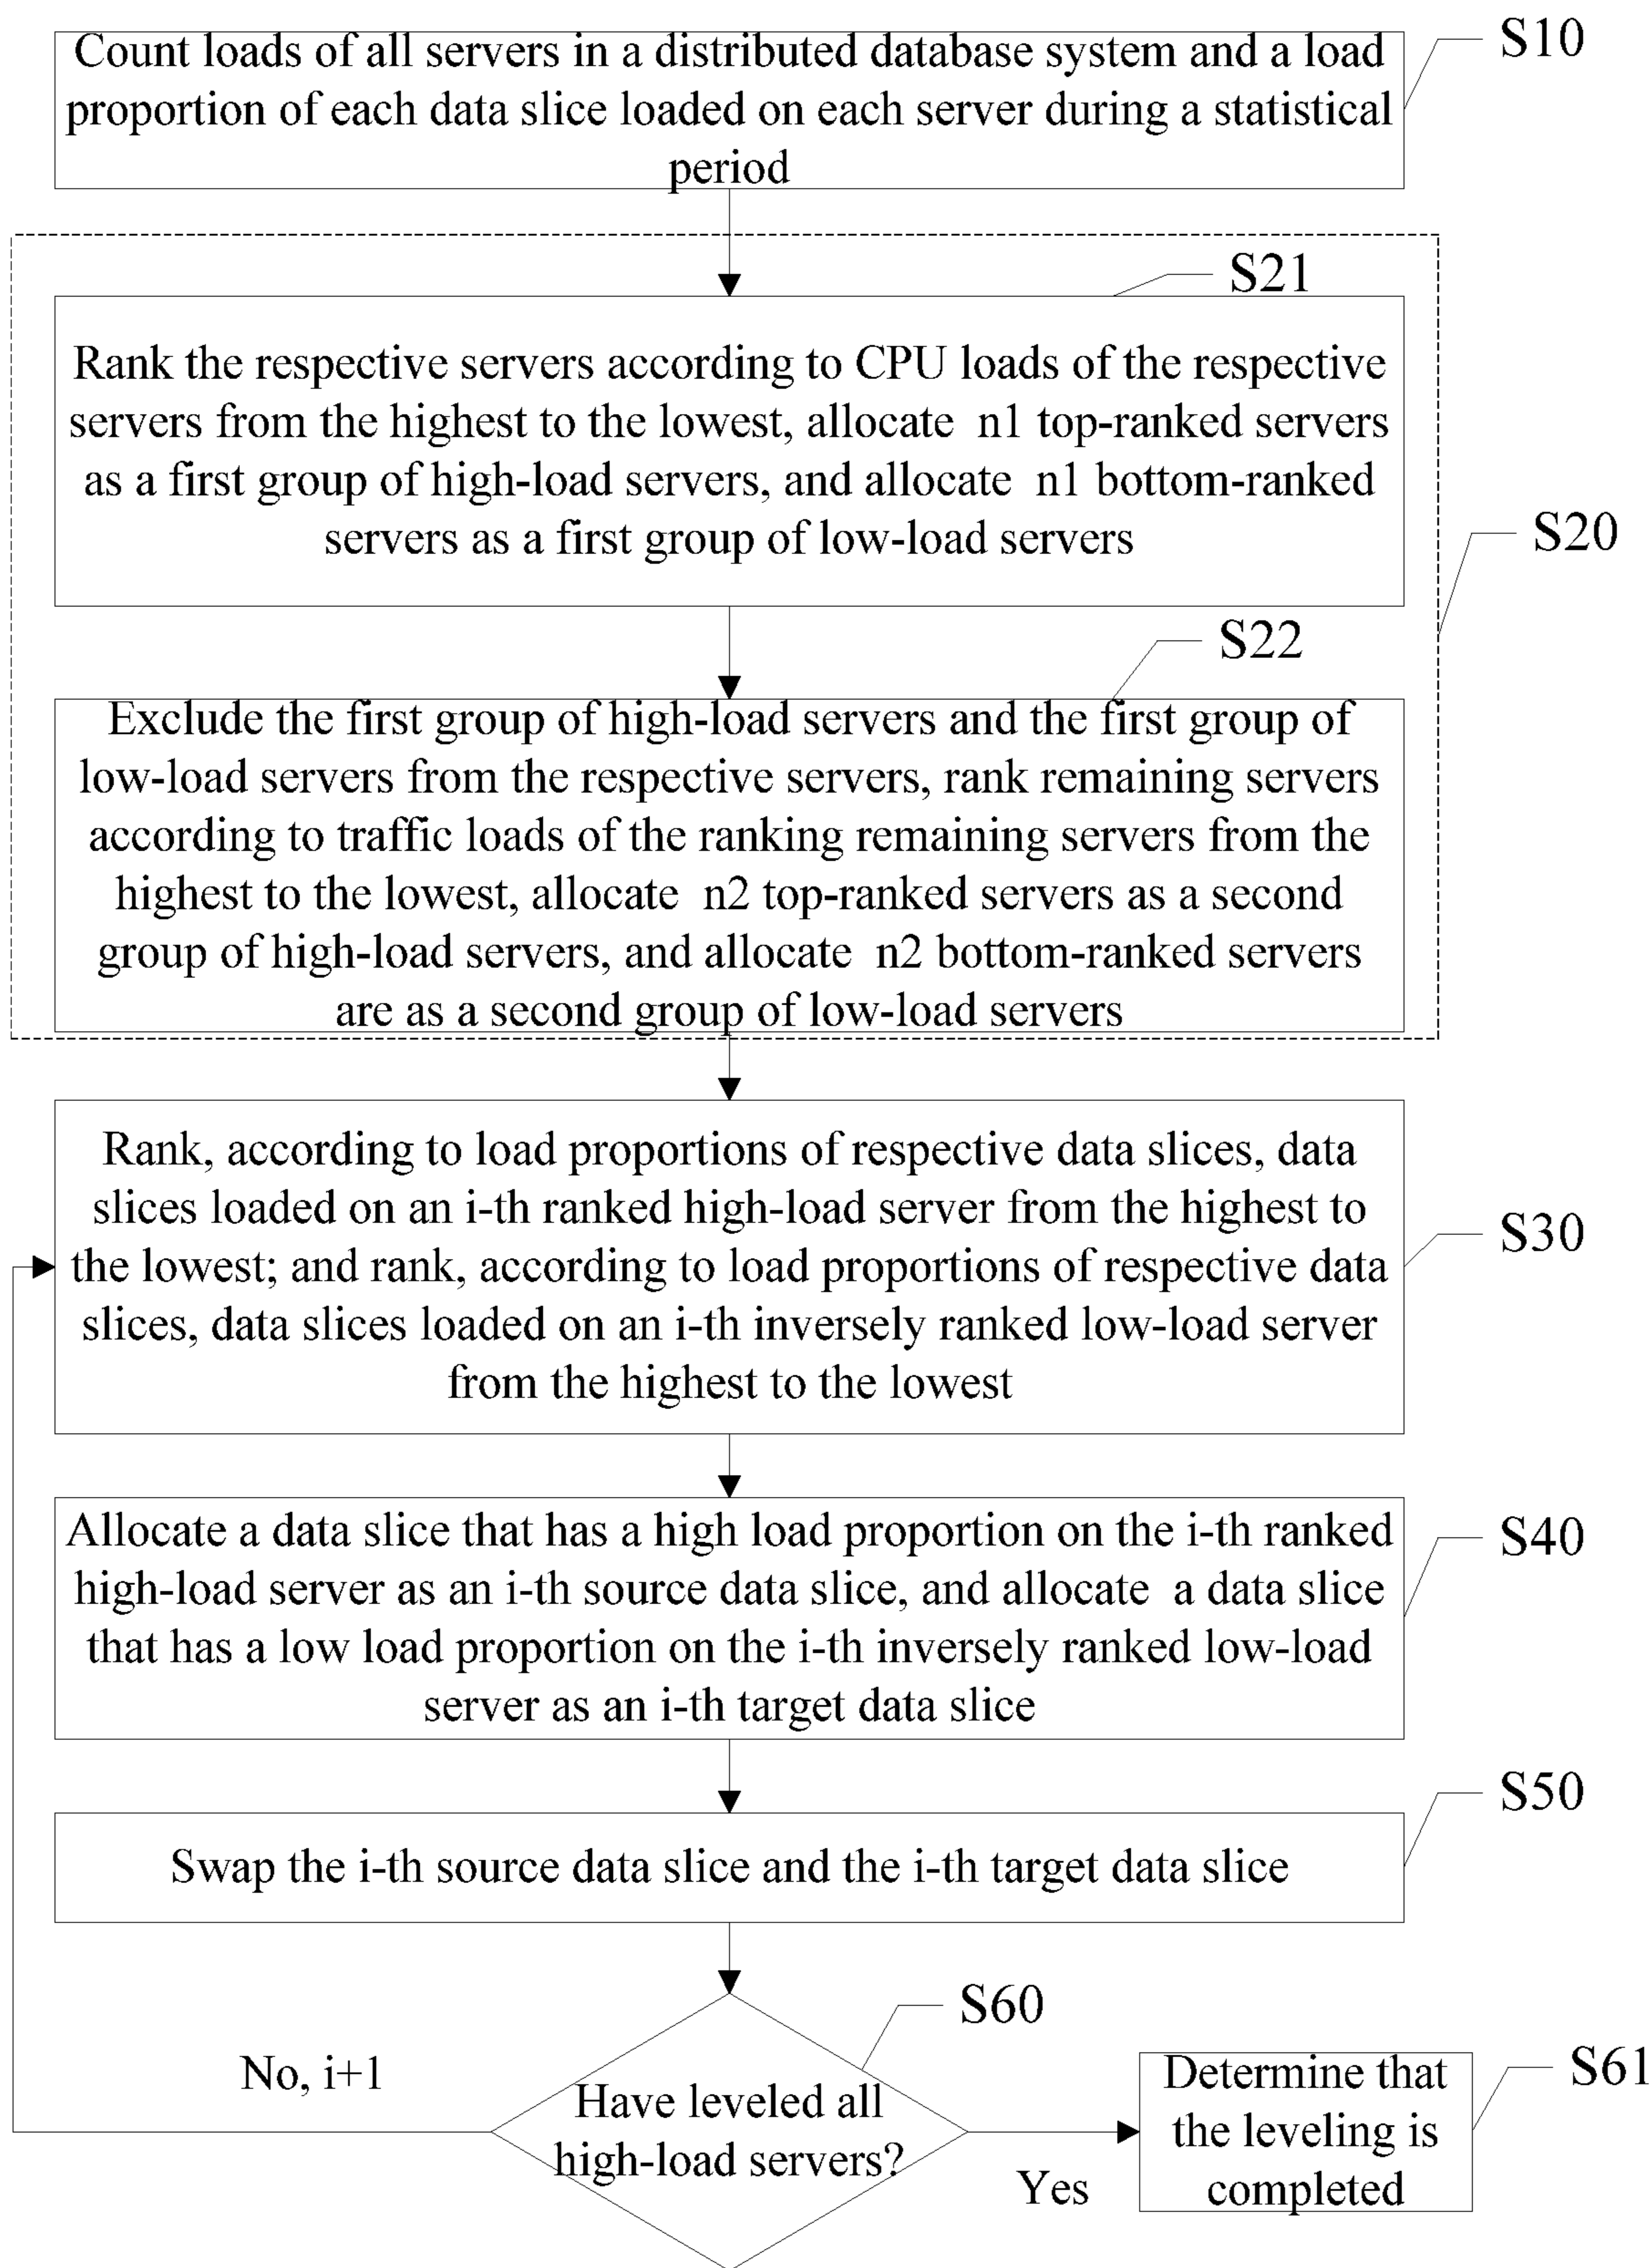 Count loads of all servers in a distributed database system and a load
proportion of each data slice loaded on each server during a statistical
period
S10
S21
Rank the respective servers according to CPU loads of the respective
servers from the highest to the lowest, allocate n1 top-ranked servers
as a first group of high-load servers, and allocate n1 bottom-ranked
servers as a first group of low-load servers
S20
S22
Exclude the first group of high-load servers and the first group of
low-load servers from the respective servers, rank remaining servers
according to traffic loads of the ranking remaining servers from the
highest to the lowest, allocate n2 top-ranked servers as a second
group of high-load servers, and allocate n2 bottom-ranked servers
are as a second group of low-load servers
Rank, according to load proportions of respective data slices, data
slices loaded on an i-th ranked high-load server from the highest to
the lowest; and rank, according to load proportions of respective data
slices, data slices loaded on an i-th inversely ranked low-load server
from the highest to the lowest
S30
Allocate a data slice that has a high load proportion on the i-th ranked
high-load server as an i-th source data slice, and allocate a data slice
that has a low load proportion on the i-th inversely ranked low-load
server as an i-th target data slice
S40
Swap the i-th source data slice and the i-th target data slice
S50
S60
Have leveled all
high-load servers?
No, i+1
Yes
Determine that
the leveling is
completed
S61